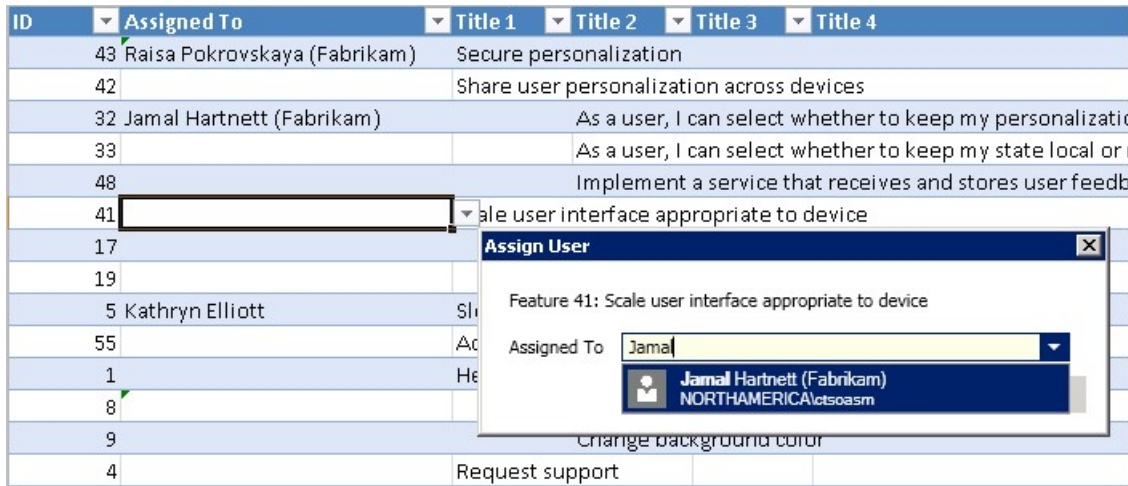 ID Assigned To Title 1 Title 2 Title 3 Title 4
43 Raisa Pokrovskaya (Fabrikam) Secure personalization
42 Share user personalization across devices
32 Jamal Hartnett (Fabrikam) As a user, I can select whether to keep my
33 As a user, I can select whether to keep my state local or
48 Implement a service that receives and stores user
41 user interface appropriate to device
17
Assign User
19
Feature 41: Scale user interface appropriate to device
5 Kathryn Elliott
55
Assigned To Jamal
1
Jamal Hartnett (Fabrikam)
NORTHAMERICA\ctsoasm
8
9 Change background color
4 Request support